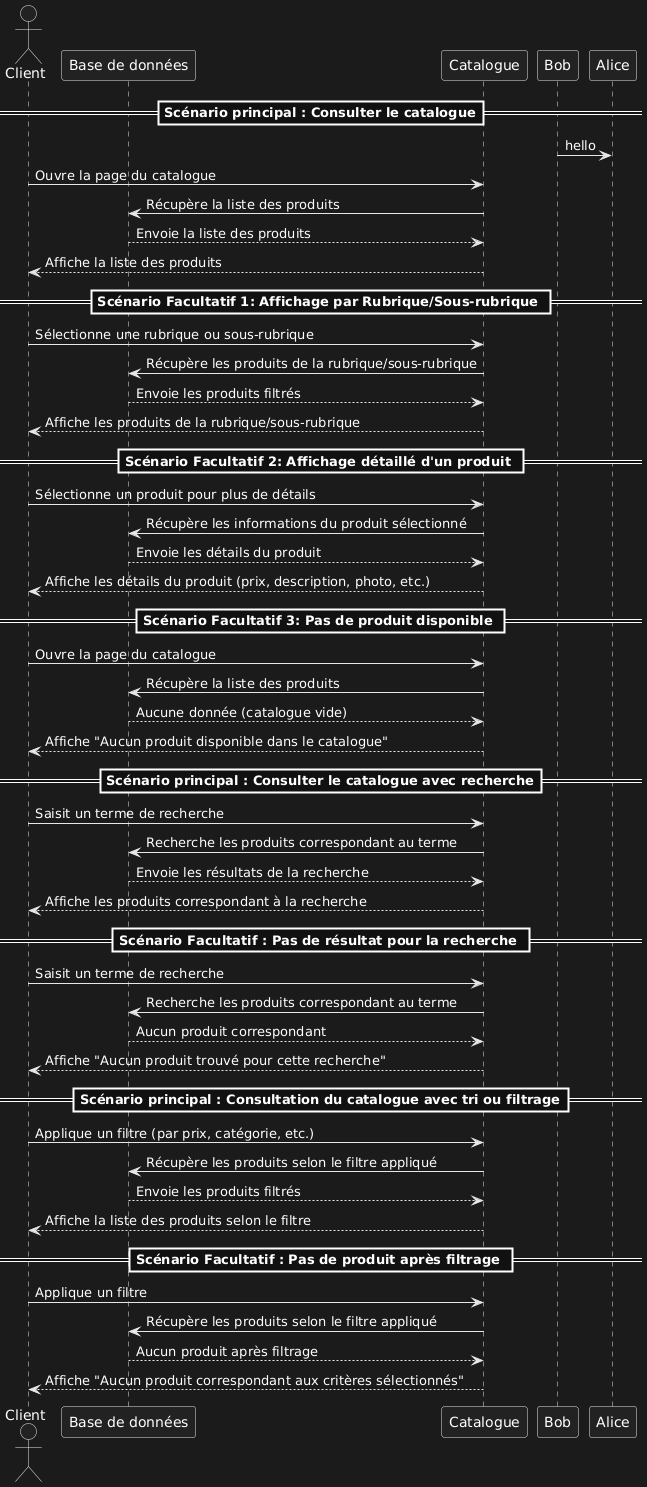 Client
Base de données
Catalogue
Bob
Alice
Scénario principal : Consulter le catalogue
hello
Ouvre la page du catalogue
Récupère la liste des produits
Envoie la liste des produits
Affiche la liste des produits
Scénario Facultatif 1: Affichage par Rubrique/Sous-rubrique
Sélectionne une rubrique ou sous-rubrique
Récupère les produits de la rubrique/sous-rubrique
Envoie les produits filtrés
Affiche les produits de la rubrique/sous-rubrique
Scénario Facultatif 2: Affichage détaillé d'un produit
Sélectionne un produit pour plus de détails
Récupère les informations du produit sélectionné
Envoie les détails du produit
Affiche les détails du produit (prix, description, photo, etc.)
Scénario Facultatif 3: Pas de produit disponible
Ouvre la page du catalogue
Récupère la liste des produits
Aucune donnée (catalogue vide)
Affiche "Aucun produit disponible dans le catalogue"
Scénario principal : Consulter le catalogue avec recherche
Saisit un terme de recherche
Recherche les produits correspondant au terme
Envoie les résultats de la recherche
Affiche les produits correspondant à la recherche
Scénario Facultatif : Pas de résultat pour la recherche
Saisit un terme de recherche
Recherche les produits correspondant au terme
Aucun produit correspondant
Affiche "Aucun produit trouvé pour cette recherche"
Scénario principal : Consultation du catalogue avec tri ou filtrage
Applique un filtre (par prix, catégorie, etc.)
Récupère les produits selon le filtre appliqué
Envoie les produits filtrés
Affiche la liste des produits selon le filtre
Scénario Facultatif : Pas de produit après filtrage
Applique un filtre
Récupère les produits selon le filtre appliqué
Aucun produit après filtrage
Affiche "Aucun produit correspondant aux critères sélectionnés"
Client
Base de données
Catalogue
Bob
Alice